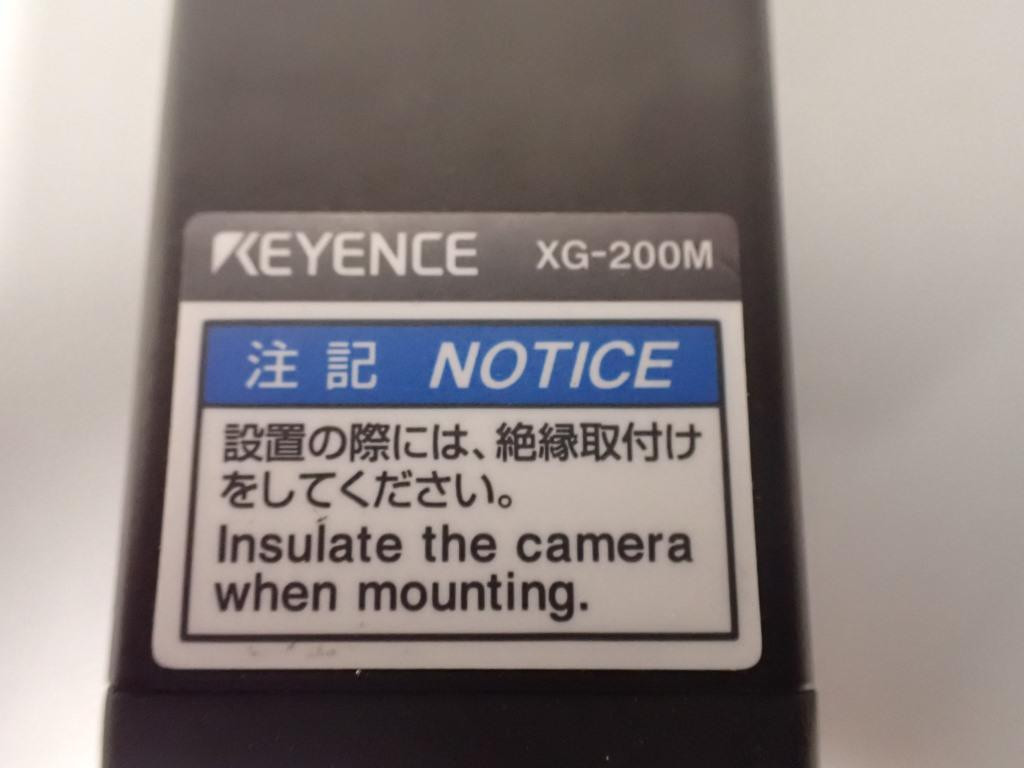 KEYENCE XG-200M
注記 NOTICE
設置の際には、絶縁取付け
をしてください。
Insulate the camera
when mounting.